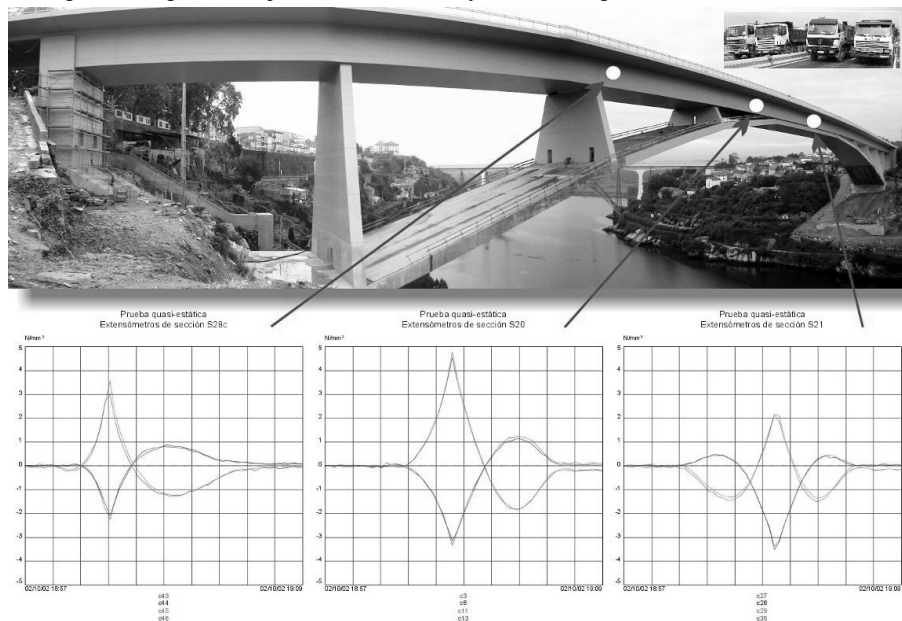 Prueba quasi-estática
Extensómetros de sección S28c
N/mm²
5
4
3
2
1
0
-1
-2
-3
-4
-5
02/10/02 18:57
02/10/02 19:09
c43
c44
c45
c46
Prueba quasi-estática
Extensómetros de sección S20
5
4
3
2
1
0
-1
-2
-3
-4
-5
N/mm²
02/10/02 18:57
02/10/02 19:09
c3
c8
c11
c13
Prueba quasi-estática
Extensómetros de sección S21
N/mm²
5
4
3
2
1
0
-1
-2
-3
-4
-5
02/10/02 18:57
02/10/02 19:09
c27
c28
c29
c35